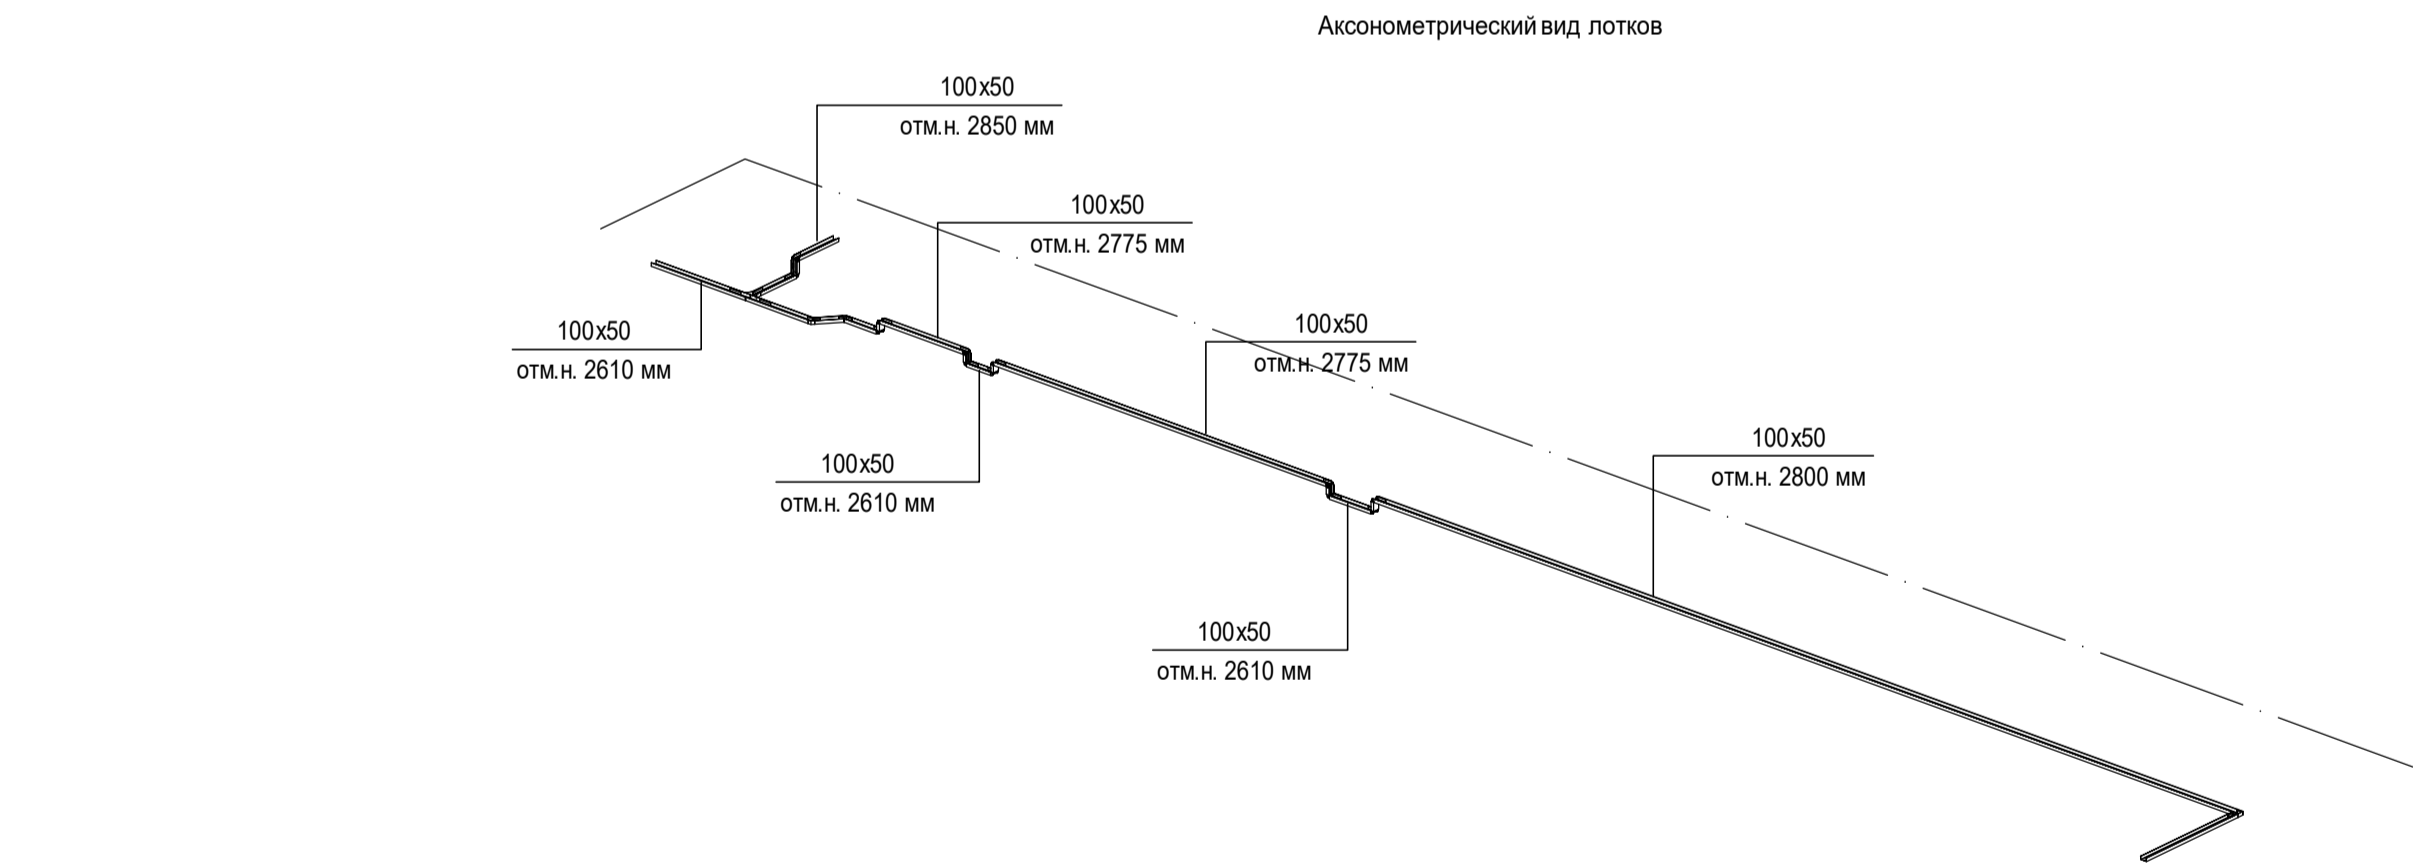 Аксонометрический вид лотков
100x50
отм.н. 2850 мм
100x50
отм.н. 2775 мм
100x50
отм.н. 2610 мм
100x50
отм.н. 2775 мм
100x50
отм.н. 2610 мм
100x50
отм.н. 2800 мм
100x50
отм.н. 2610 мм